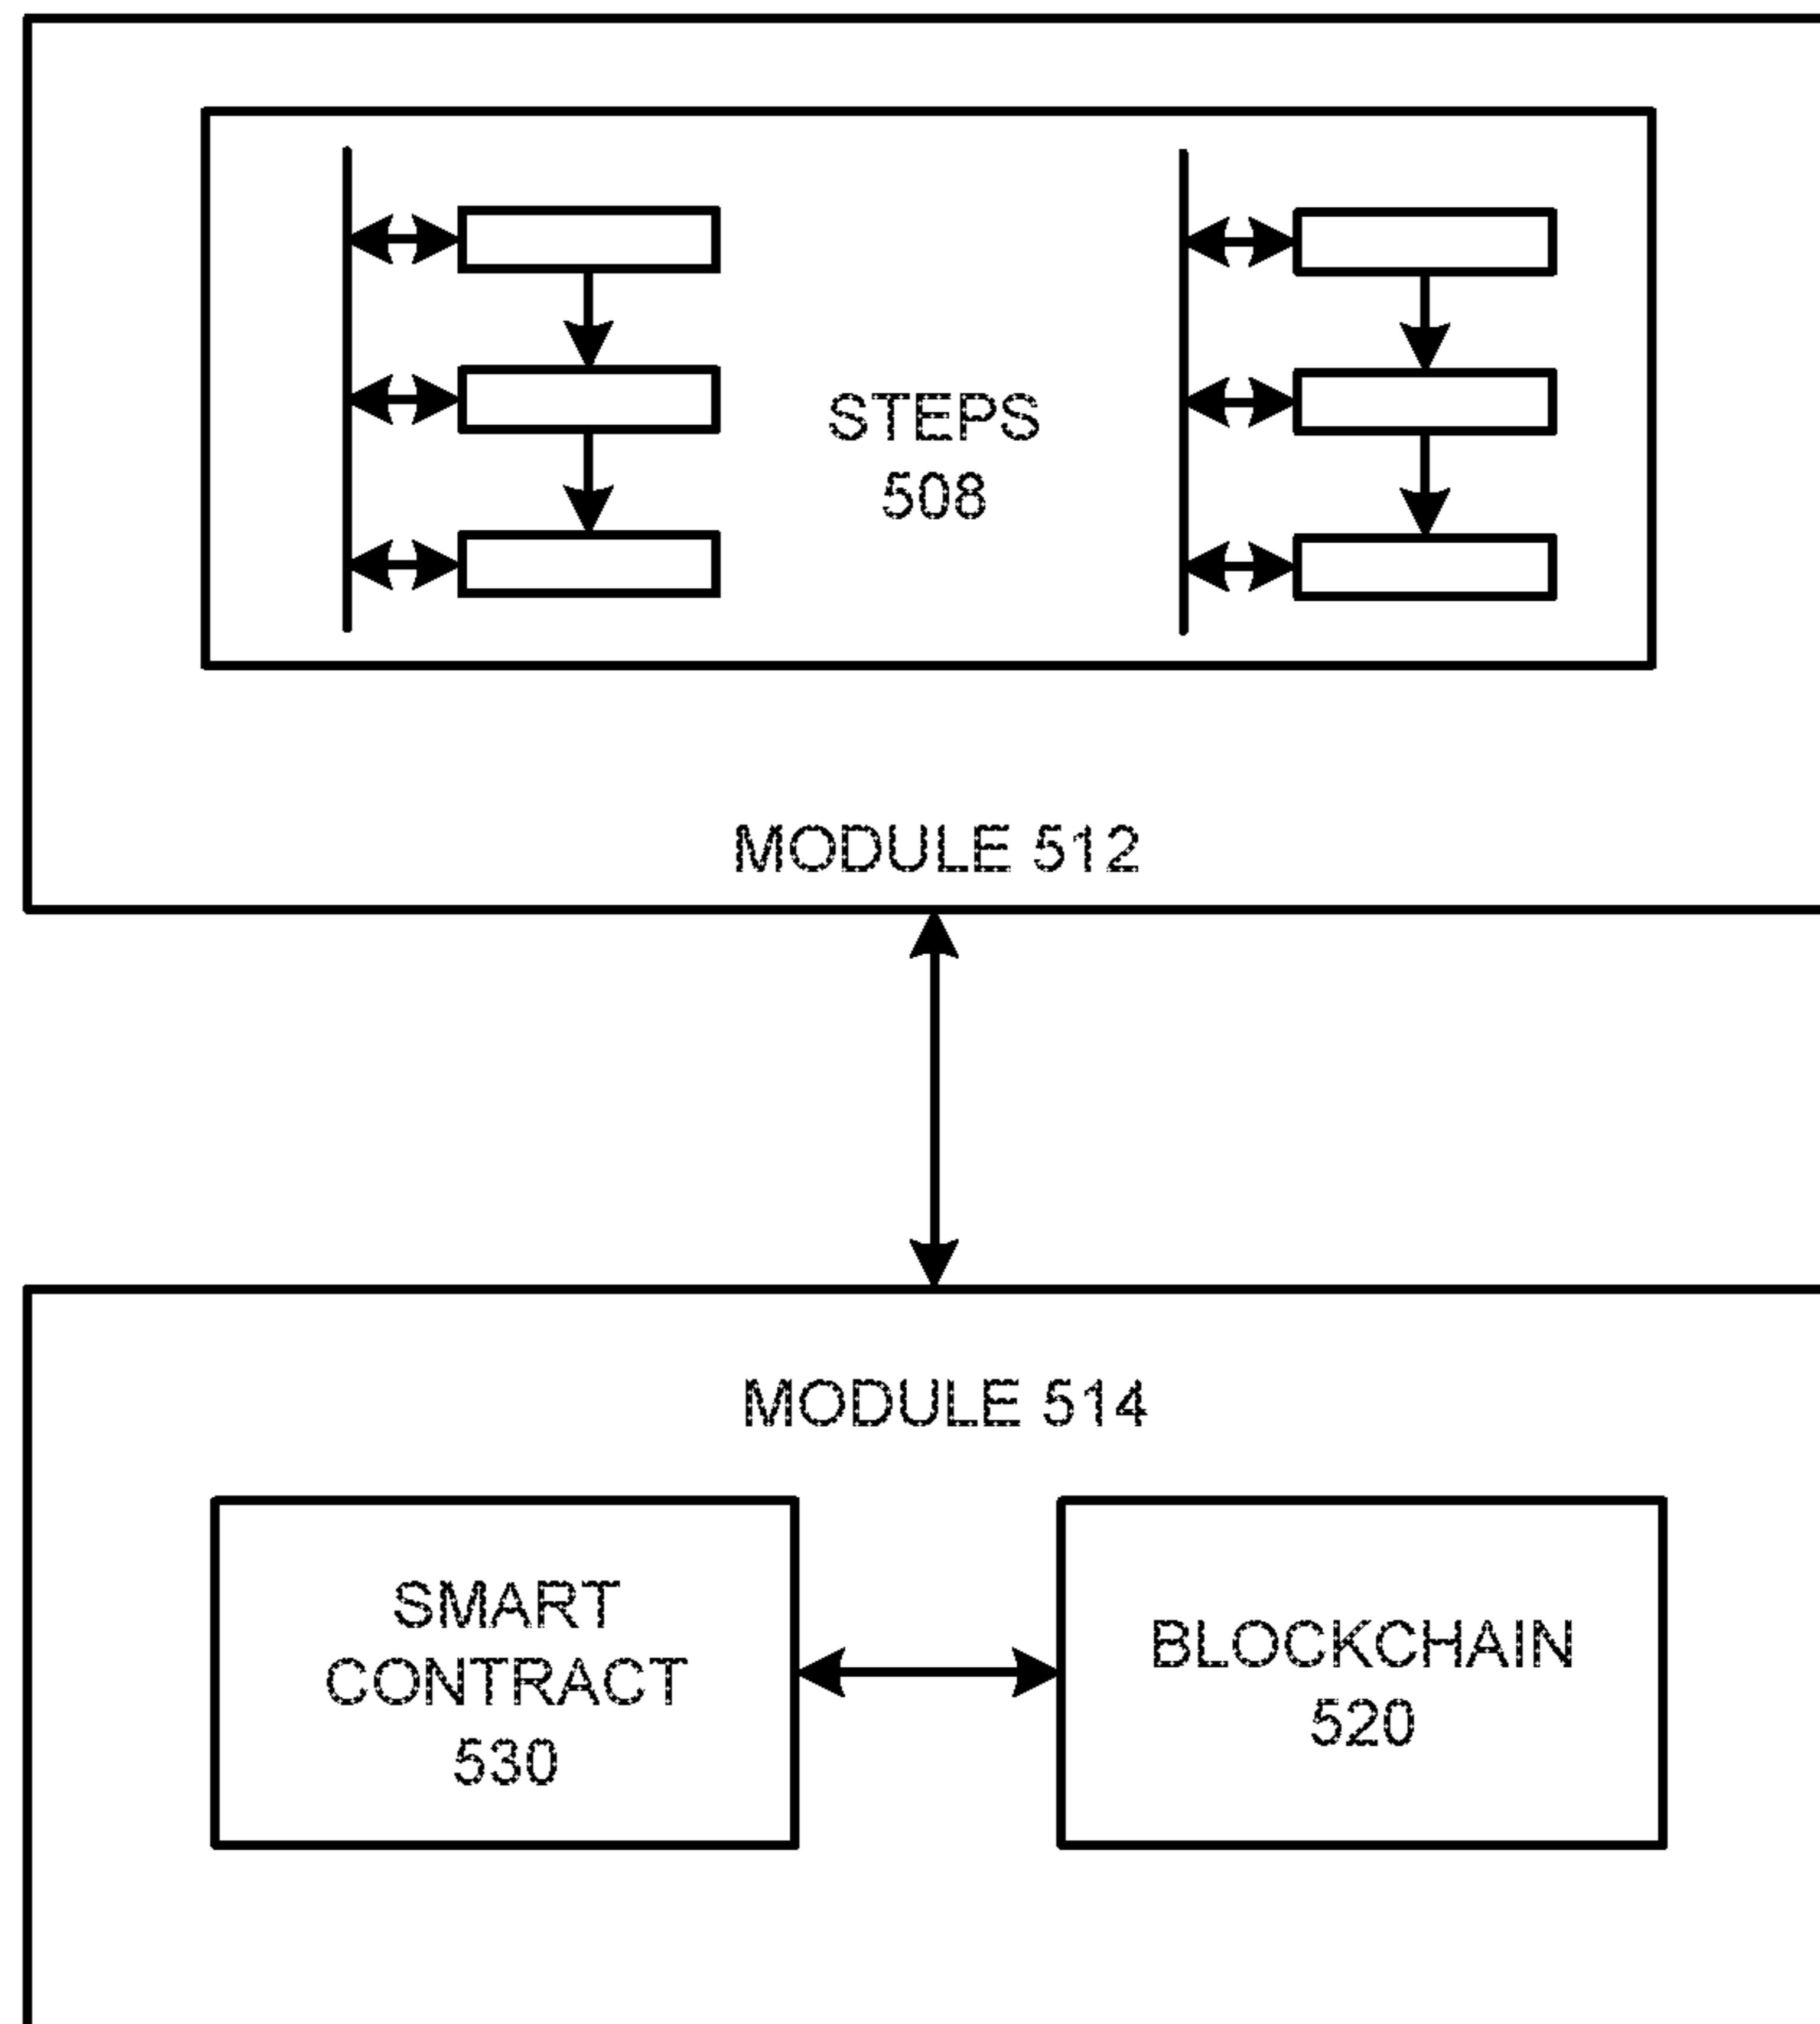 STEPS
508
MODULE 512
MODULE 514
SMART
CONTRACT
530
BLOCKCHAIN
520